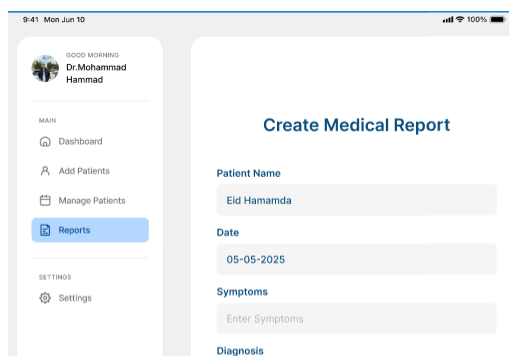 9:41 Mon Jun 10
100%
GOOD MORNING
Dr.Mohammad
Hammad
MAIN
Dashboard
Add Patients
Manage Patients
Reports
SETTINGS
Settings
Create Medical Report
Patient Name
Eid Hamamda
Date
05-05-2025
Symptoms
Enter Symptoms
Diagnosis